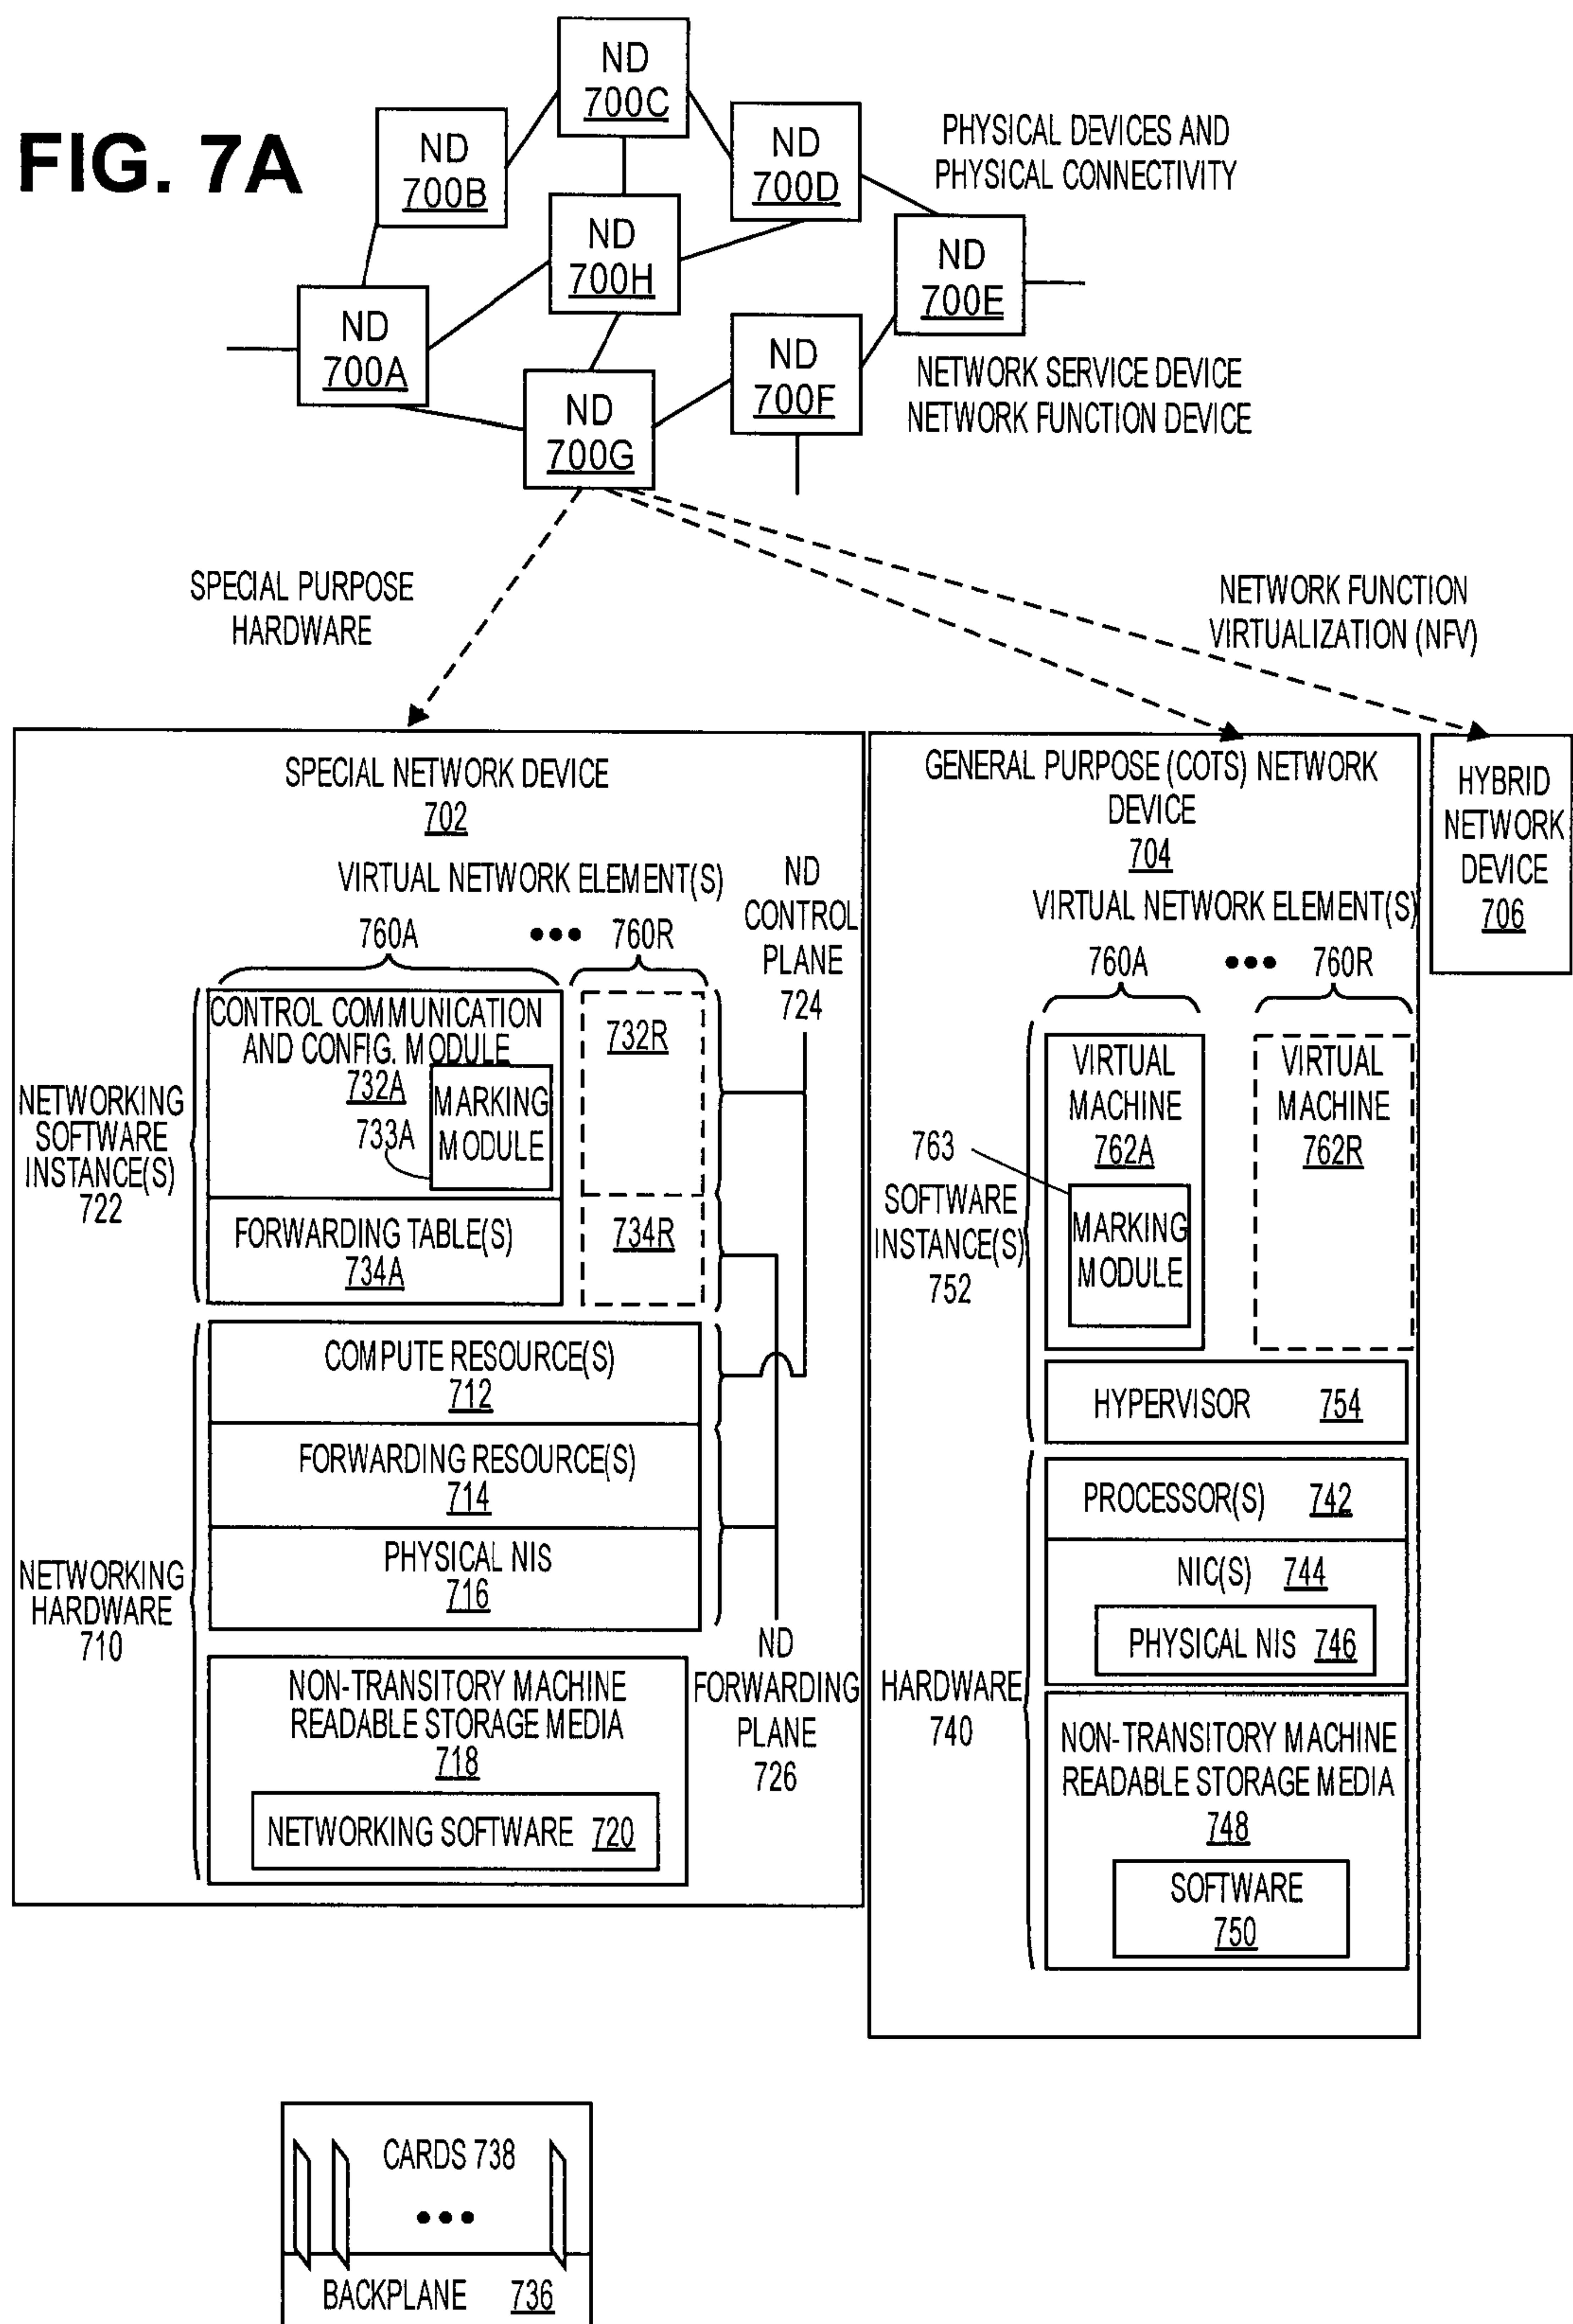 FIG. 7A
ND
700C
ND
700B
ND
700D
PHYSICAL DEVICES AND
PHYSICAL CONNECTIVITY
ND
700H
ND
700E
ND
700A
ND
700F
NETWORK SERVICE DEVICE
NETWORK FUNCTION DEVICE
ND
700G
SPECIAL PURPOSE
HARDWARE
NETWORK FUNCTION
VIRTUALIZATION (NFV)
SPECIAL NETWORK DEVICE
702
VIRTUAL NETWORK ELEMENT(S)
760A
••• 760R
ND
CONTROL
PLANE
724
NETWORKING
SOFTWARE
INSTANCE(S)
722
CONTROL COMMUNICATION
AND CONFIG. MODULE
732A
733A
MARKING
MODULE
732R
FORWARDING TABLE(S)
734A
734R
COMPUTE RESOURCE(S)
712
FORWARDING RESOURCE(S)
714
PHYSICAL NIS
716
NETWORKING
HARDWARE
710
ND
FORWARDING
PLANE
726
NON-TRANSITORY MACHINE
READABLE STORAGE MEDIA
718
NETWORKING SOFTWARE 720
GENERAL PURPOSE (COTS) NETWORK
DEVICE
704
VIRTUAL NETWORK ELEMENT(S)
760A
••• 760R
763
SOFTWARE
INSTANCE(S)
752
VIRTUAL
MACHINE
762A
MARKING
MODULE
VIRTUAL
MACHINE
762R
HYPERVISOR 754
PROCESSOR(S) 742
NIC(S) 744
PHYSICAL NIS 746
HARDWARE
740
NON-TRANSITORY MACHINE
READABLE STORAGE MEDIA
748
SOFTWARE
750
HYBRID
NETWORK
DEVICE
706
CARDS 738
•••
BACKPLANE 736